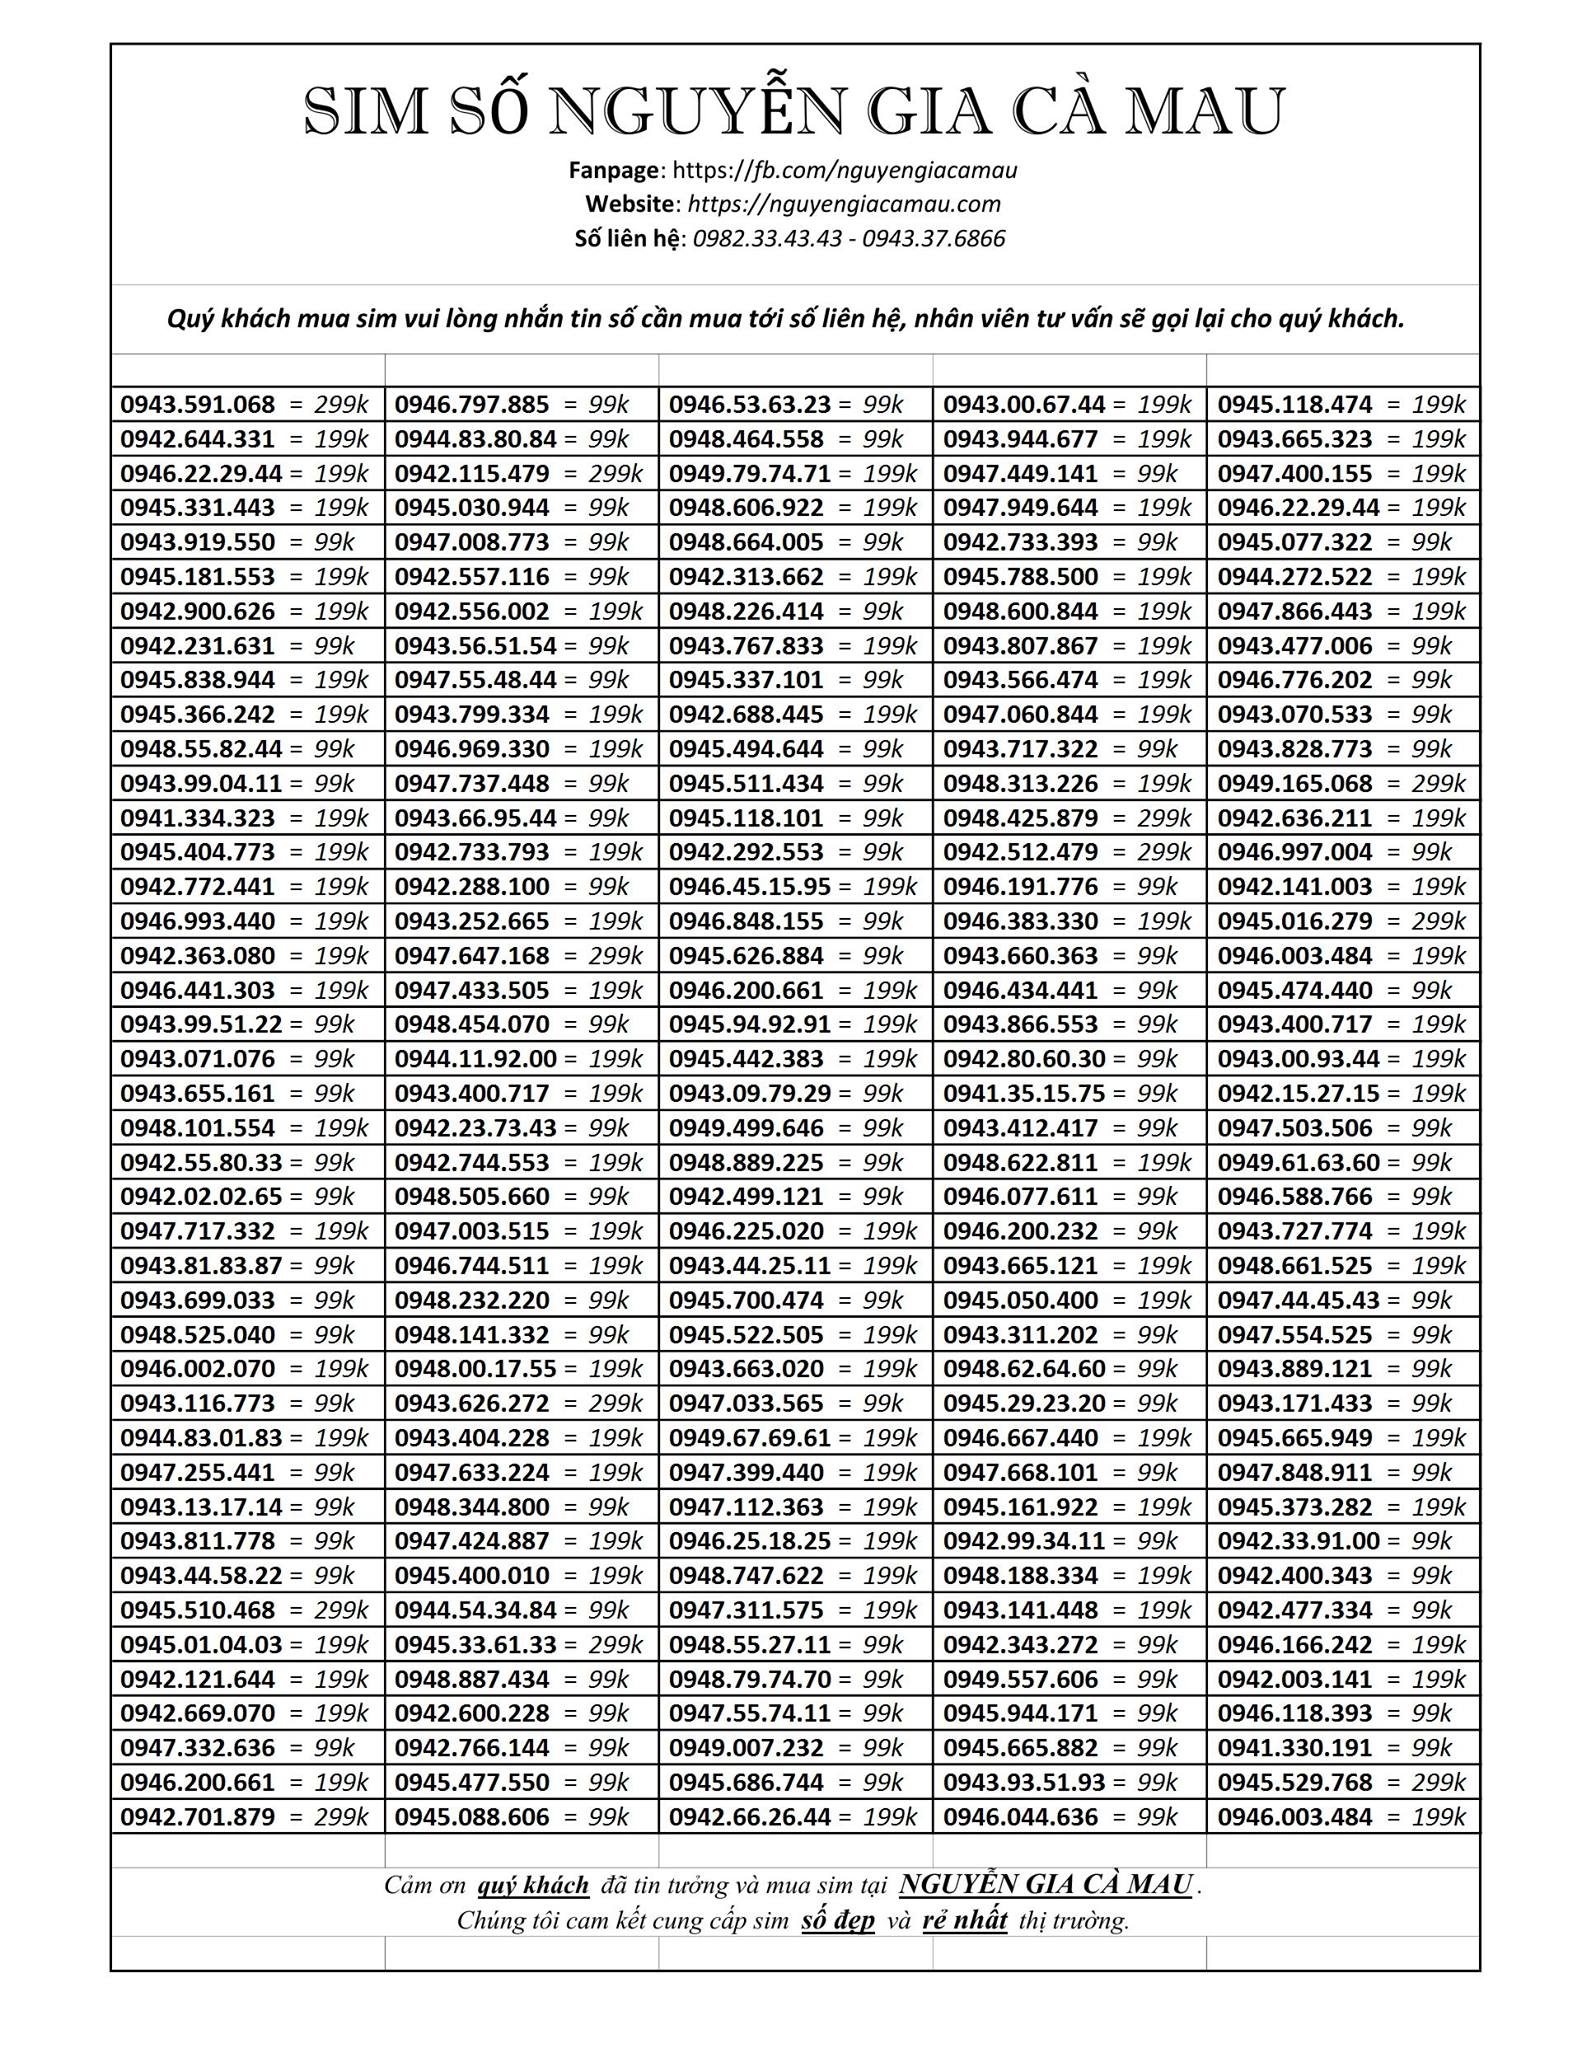 SIM SỐ NGUYỄN GIA CÀ MAU
Fanpage: https://fb.com/nguyengiacamau
Website: https://nguyengiacamau.com
Số liên hệ: 0982.33.43.43 - 0943.37.6866
Quý khách mua sim vui lòng nhắn tin số cần mua tới số liên hệ, nhân viên tư vấn sẽ gọi lại cho quý khách.
0943.591.068 = 299k 0946.797.885 = 99k 0946.53.63.23 = 99k 0943.00.67.44 = 199k 0945.118.474 = 199k
0942.644.331 = 199k 0944.83.80.84 = 99k 0948.464.558 = 99k 0943.944.677 = 199k 0943.665.323 = 199k
0946.22.29.44 = 199k 0942.115.479 = 299k 0949.79.74.71 = 199k 0947.449.141 = 99k 0947.400.155 = 199k
0945.331.443 = 199k 0945.030.944 = 99k 0948.606.922 = 199k 0947.949.644 = 199k 0946.22.29.44 = 199k
0943.919.550 = 99k 0947.008.773 = 99k 0948.664.005 = 99k 0942.733.393 = 99k 0945.077.322 = 99k
0945.181.553 = 199k 0942.557.116 = 99k 0942.313.662 = 199k 0945.788.500 = 199k 0944.272.522 = 199k
0942.900.626 = 199k 0942.556.002 = 199k 0948.226.414 = 99k 0948.600.844 = 199k 0947.866.443 = 199k
0942.231.631 = 99k 0943.56.51.54 = 99k 0943.767.833 = 199k 0943.807.867 = 199k 0943.477.006 = 99k
0945.838.944 = 199k 0947.55.48.44 = 99k 0945.337.101 = 99k 0943.566.474 = 199k 0946.776.202 = 99k
0945.366.242 = 199k 0943.799.334 = 199k 0942.688.445 = 199k 0947.060.844 = 199k 0943.070.533 = 99k
0948.55.82.44 = 99k 0946.969.330 = 199k 0945.494.644 = 99k 0943.717.322 = 99k 0943.828.773 = 99k
0943.99.04.11 = 99k 0947.737.448 = 99k 0945.511.434 = 99k 0948.313.226 = 199k 0949.165.068 = 299k
0941.334.323 = 199k 0943.66.95.44 = 99k 0945.118.101 = 99k 0948.425.879 = 299k 0942.636.211 = 199k
0945.404.773 = 199k 0942.733.793 = 199k 0942.292.553 = 99k 0942.512.479 = 299k 0946.997.004 = 99k
0942.772.441 = 199k 0942.288.100 = 99k 0946.45.15.95 = 199k 0946.191.776 = 99k 0942.141.003 = 199k
0946.993.440 = 199k 0943.252.665 = 199k 0946.848.155 = 99k 0946.383.330 = 199k 0945.016.279 = 299k
0942.363.080 = 199k 0947.647.168 = 299k 0945.626.884 = 99k 0943.660.363 = 99k 0946.003.484 = 199k
0946.441.303 = 199k 0947.433.505 = 199k 0946.200.661 = 199k 0946.434.441 = 99k 0945.474.440 = 99k
0943.99.51.22 = 99k 0948.454.070 = 99k 0945.94.92.91 = 199k 0943.866.553 = 99k 0943.400.717 = 199k
0943.071.076 = 99k 0944.11.92.00 = 199k 0945.442.383 = 199k 0942.80.60.30 = 99k 0943.00.93.44 = 199k
0943.655.161 = 99k 0943.400.717 = 199k 0943.09.79.29 = 99k 0941.35.15.75 = 99k 0942.15.27.15 = 199k
0948.101.554 = 199k 0942.23.73.43 = 99k 0949.499.646 = 99k 0943.412.417 = 99k 0947.503.506 = 99k
0942.55.80.33 = 99k 0942.744.553 = 199k 0948.889.225 = 99k 0948.622.811 = 199k 0949.61.63.60 = 99k
0942.02.02.65 = 99k 0948.505.660 = 99k 0942.499.121 = 99k 0946.077.611 = 99k 0946.588.766 = 99k
0947.717.332 = 199k 0947.003.515 = 199k 0946.225.020 = 199k 0946.200.232 = 99k 0943.727.774 = 199k
0943.81.83.87 = 99k 0946.744.511 = 199k 0943.44.25.11 = 199k 0943.665.121 = 199k 0948.661.525 = 199k
0943.699.033 = 99k 0948.232.220 = 99k 0945.700.474 = 99k 0945.050.400 = 199k 0947.44.45.43 = 99k
0948.525.040 = 99k 0948.141.332 = 99k 0945.522.505 = 199k 0943.311.202 = 99k 0947.554.525 = 99k
0946.002.070 = 199k 0948.00.17.55 = 199k 0943.663.020 = 199k 0948.62.64.60 = 99k 0943.889.121 = 99k
0943.116.773 = 99k 0943.626.272 = 299k 0947.033.565 = 99k 0945.29.23.20 = 99k 0943.171.433 = 99k
0944.83.01.83 = 199k 0943.404.228 = 199k 0949.67.69.61 = 199k 0946.667.440 = 199k 0945.665.949 = 199k
0947.255.441 = 99k 0947.633.224 = 199k 0947.399.440 = 199k 0947.668.101 = 199k 0947.848.911 = 99k
0943.13.17.14 = 99k 0948.344.800 = 99k 0947.112.363 = 199k 0945.161.922 = 199k 0945.373.282 = 199k
0943.811.778 = 99k 0947.424.887 = 199k 0946.25.18.25 = 199k 0942.99.34.11 = 99k 0942.33.91.00 = 99k
0943.44.58.22 = 99k 0945.400.010 = 199k 0948.747.622 = 199k 0948.188.334 = 199k 0942.400.343 = 99k
0945.510.468 = 299k 0944.54.34.84 = 99k 0947.311.575 = 199k 0943.141.448 = 199k 0942.477.334 = 99k
0945.01.04.03 = 199k 0945.33.61.33 = 299k 0948.55.27.11 = 99k 0942.343.272 = 99k 0946.166.242 = 199k
0942.121.644 = 199k 0948.887.434 = 99k 0948.79.74.70 = 99k 0949.557.606 = 99k 0942.003.141 = 199k
0942.669.070 = 199k 0942.600.228 = 99k 0947.55.74.11 = 99k 0945.944.171 = 99k 0946.118.393 = 99k
0947.332.636 = 99k 0942.766.144 = 99k 0949.007.232 = 99k 0945.665.882 = 99k 0941.330.191 = 99k
0946.200.661 = 199k 0945.477.550 = 99k 0945.686.744 = 99k 0943.93.51.93 = 99k 0945.529.768 = 299k
0942.701.879 = 299k 0945.088.606 = 99k 0942.66.26.44 = 199k 0946.044.636 = 99k 0946.003.484 = 199k
Cảm ơn quý khách đã tin tưởng và mua sim tại NGUYỄN GIA CÀ MAU .
Chúng tôi cam kết cung cấp sim số đẹp và rẻ nhất thị trường.